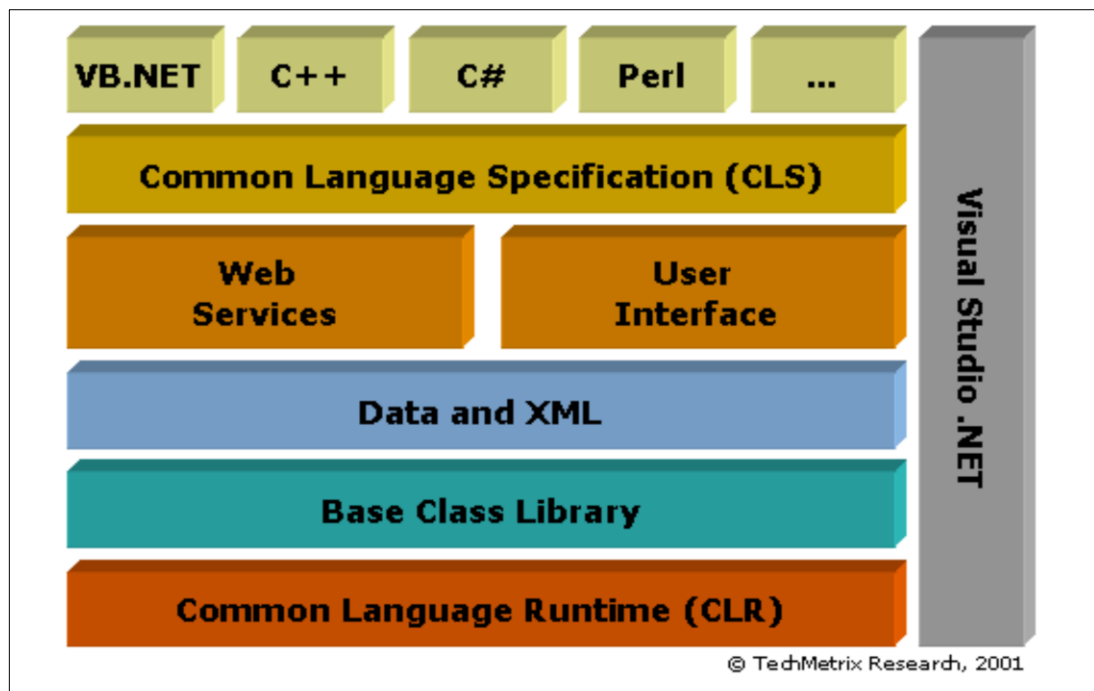 VB.NET
C++
C#
Perl
...
Common Language Specification (CLS)
Web
Services
User
Interface
Data and XML
Base Class Library
Common Language Runtime (CLR)
Visual Studio .NET
© TechMetrix Research, 2001